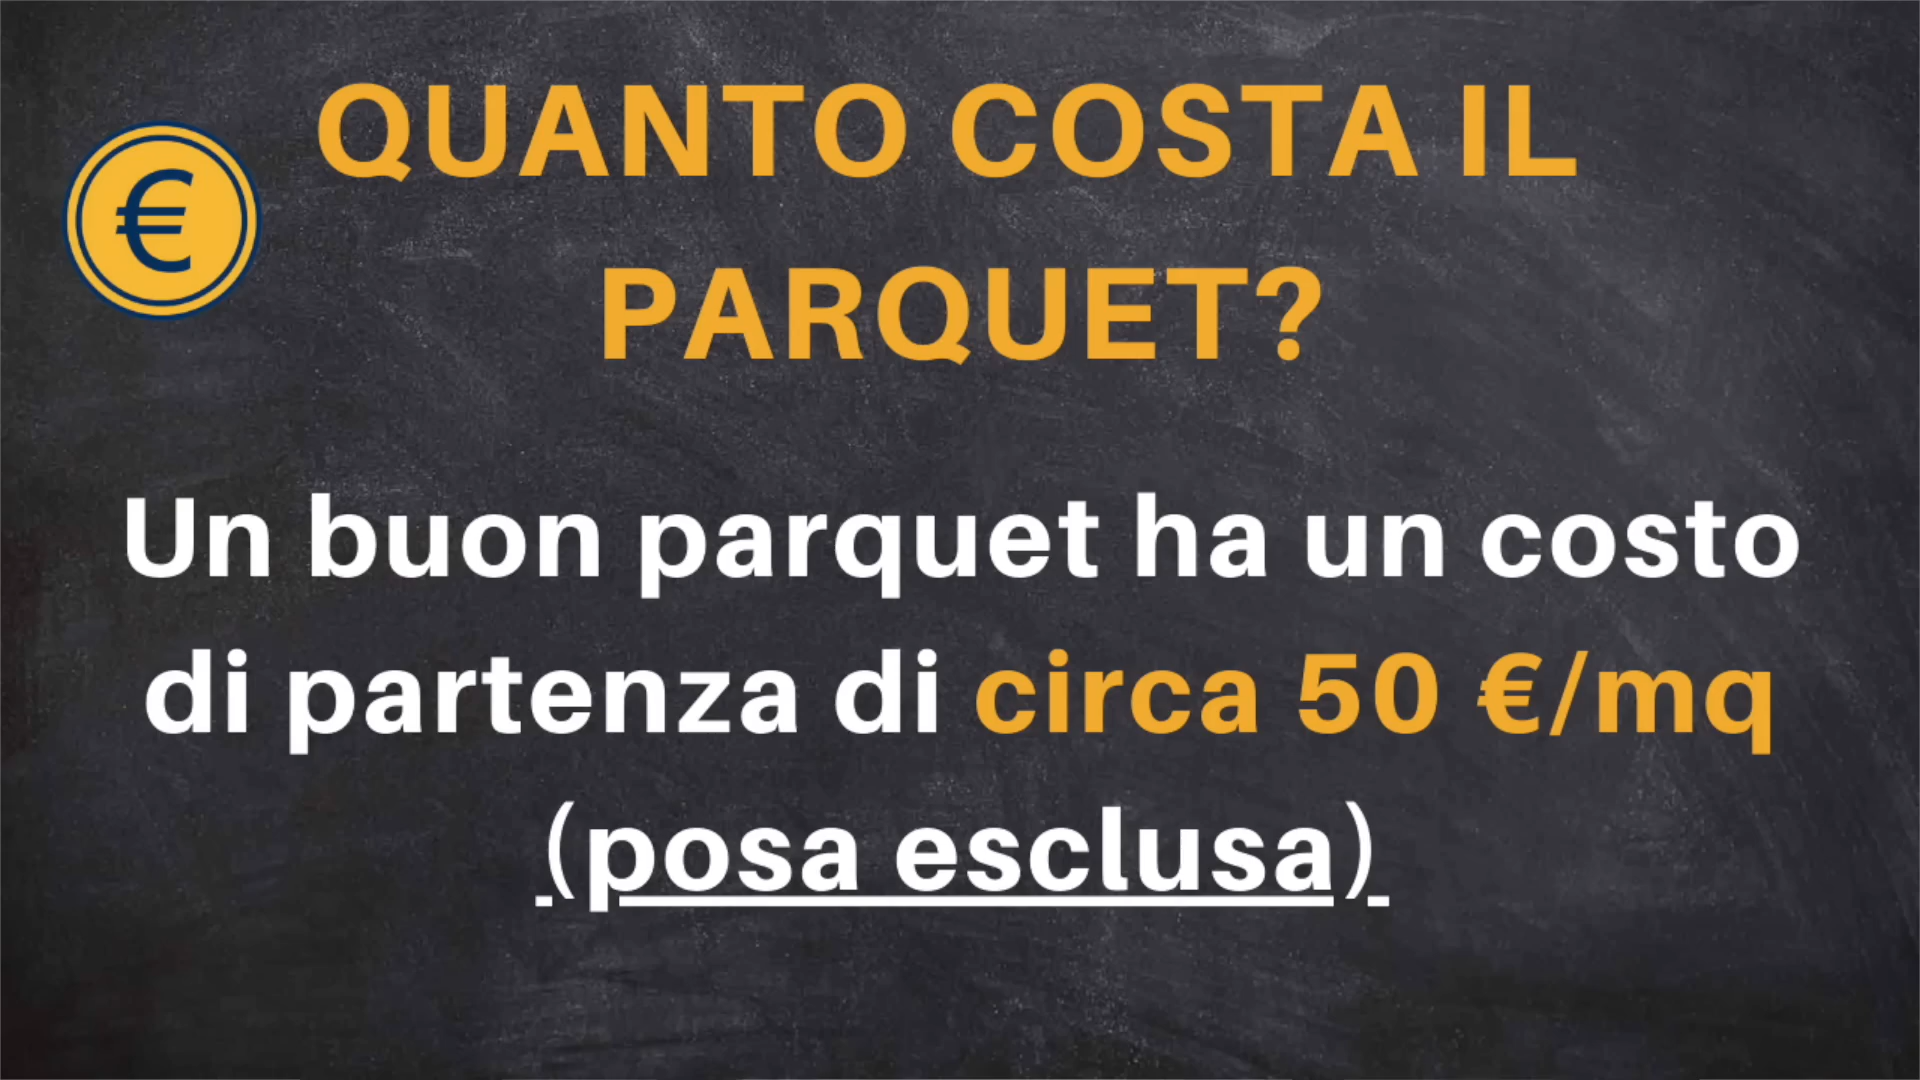 QUANTO COSTA IL
€
PARQUET?
Un buon parquet ha un costo
di partenza di circa 50 €/mq
(posa esclusa)